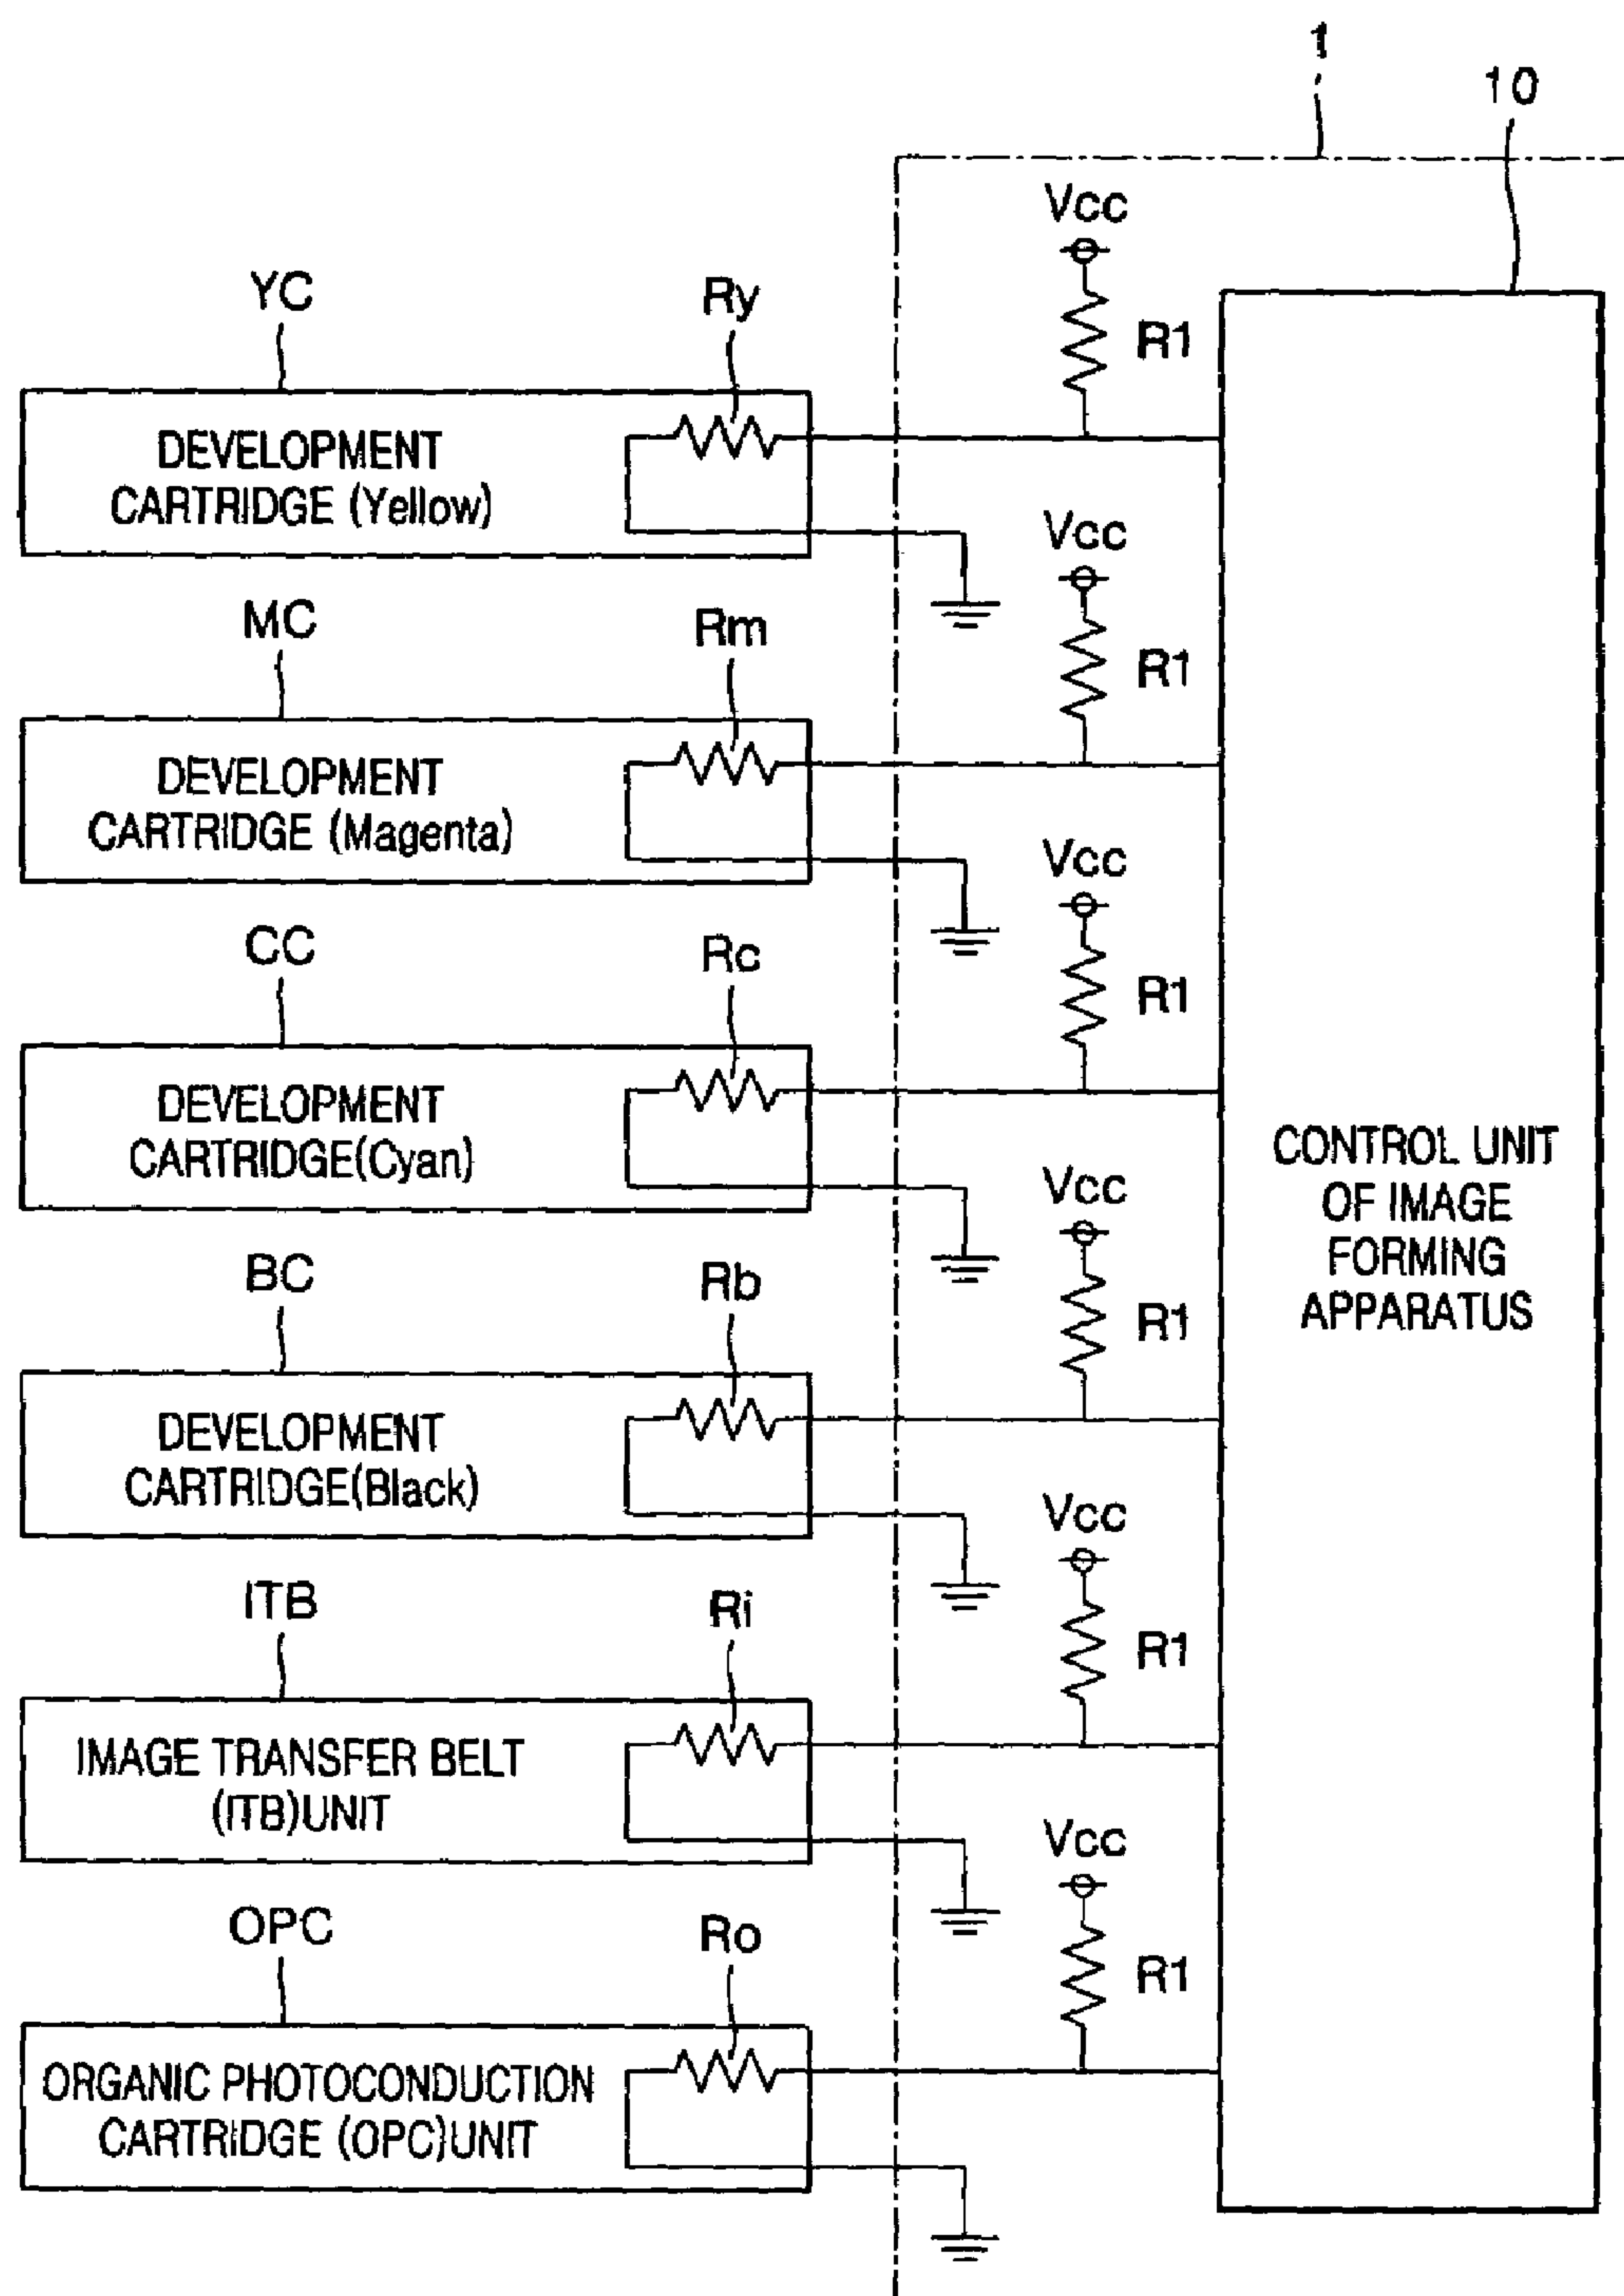 1
10
Vcc
YC
Ry
R1
DEVELOPMENT
CARTRIDGE (Yellow)
Vcc
MC
Rm
R1
DEVELOPMENT
CARTRIDGE (Magenta)
Vcc
CC
Rc
R1
DEVELOPMENT
CARTRIDGE(Cyan)
CONTROL UNIT
OF IMAGE
FORMING
APPARATUS
Vcc
BC
Rb
R1
DEVELOPMENT
CARTRIDGE(Black)
Vcc
ITB
Ri
R1
IMAGE TRANSFER BELT
(ITB)UNIT
Vcc
OPC
Ro
R1
ORGANIC PHOTOCONDUCTION
CARTRIDGE (OPC)UNIT